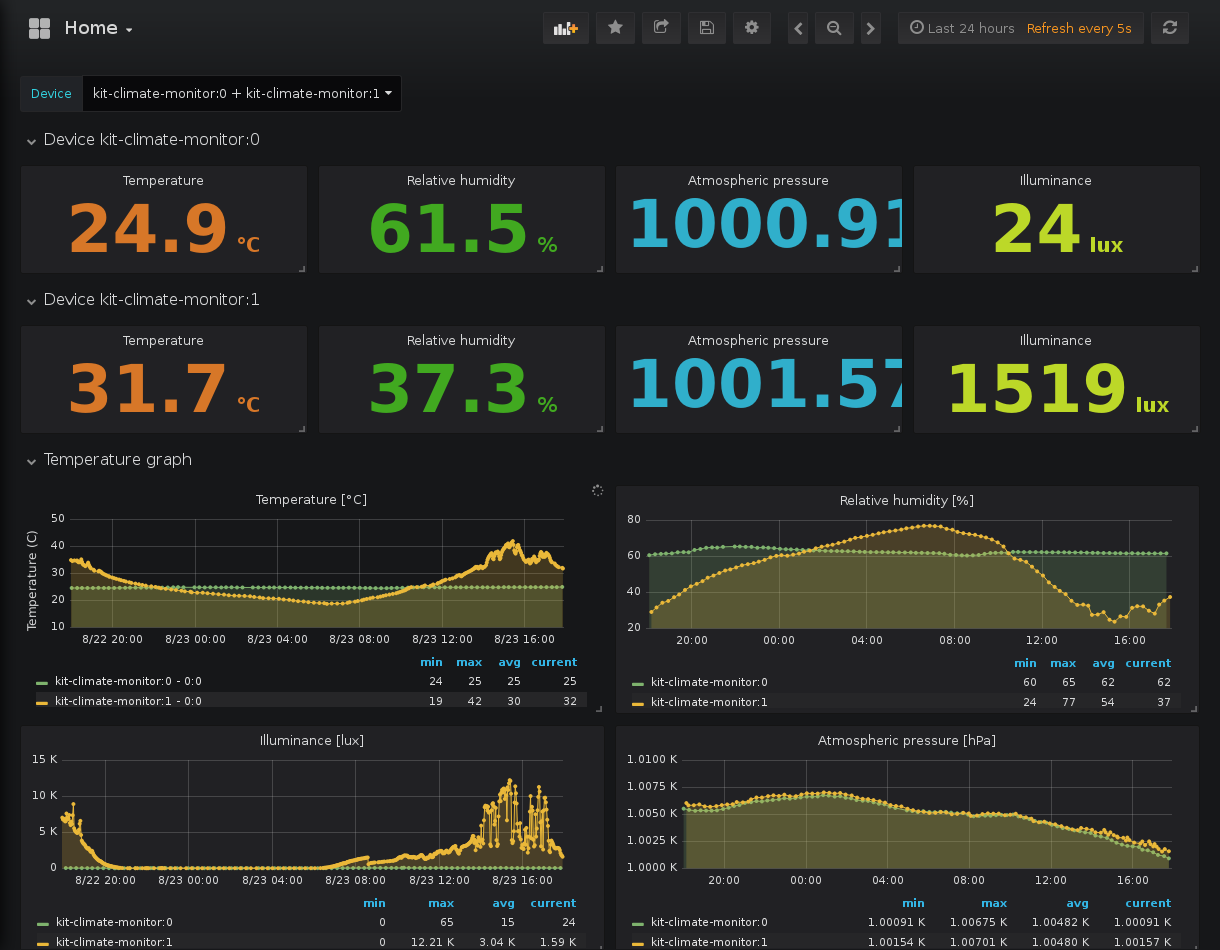 Home
Last 24 hours Refresh every 5s
Device kit-climate-monitor:0 + kit-climate-monitor:1
Device kit-climate-monitor:0
Temperature Relative humidity Atmospheric pressure Illuminance
24.9 °C 61.5 % 1000.91 24 lux
Device kit-climate-monitor:1
Temperature Relative humidity Atmospheric pressure Illuminance
31.7 °C 37.3 % 1001.57 1519 lux
Temperature graph
Temperature [°C]
Temperature (C)
50
40
30
20
10
8/22 20:00 8/23 00:00 8/23 04:00 8/23 08:00 8/23 12:00 8/23 16:00
min max avg current
kit-climate-monitor:0 - 0:0 24 25 25 25
kit-climate-monitor:1 - 0:0 19 42 30 32
Relative humidity [%]
80
60
40
20
20:00 00:00 04:00 08:00 12:00 16:00
min max avg current
kit-climate-monitor:0 60 65 62 62
kit-climate-monitor:1 24 77 54 37
Illuminance [lux]
15 K
10 K
5 K
0
8/22 20:00 8/23 00:00 8/23 04:00 8/23 08:00 8/23 12:00 8/23 16:00
min max avg current
kit-climate-monitor:0 0 65 15 24
kit-climate-monitor:1 0 12.21 K 3.04 K 1.59 K
Atmospheric pressure [hPa]
1.0100 K
1.0075 K
1.0050 K
1.0025 K
1.0000 K
20:00 00:00 04:00 08:00 12:00 16:00
min max avg current
kit-climate-monitor:0 1.00091 K 1.00675 K 1.00482 K 1.00091 K
kit-climate-monitor:1 1.00154 K 1.00701 K 1.00480 K 1.00157 K